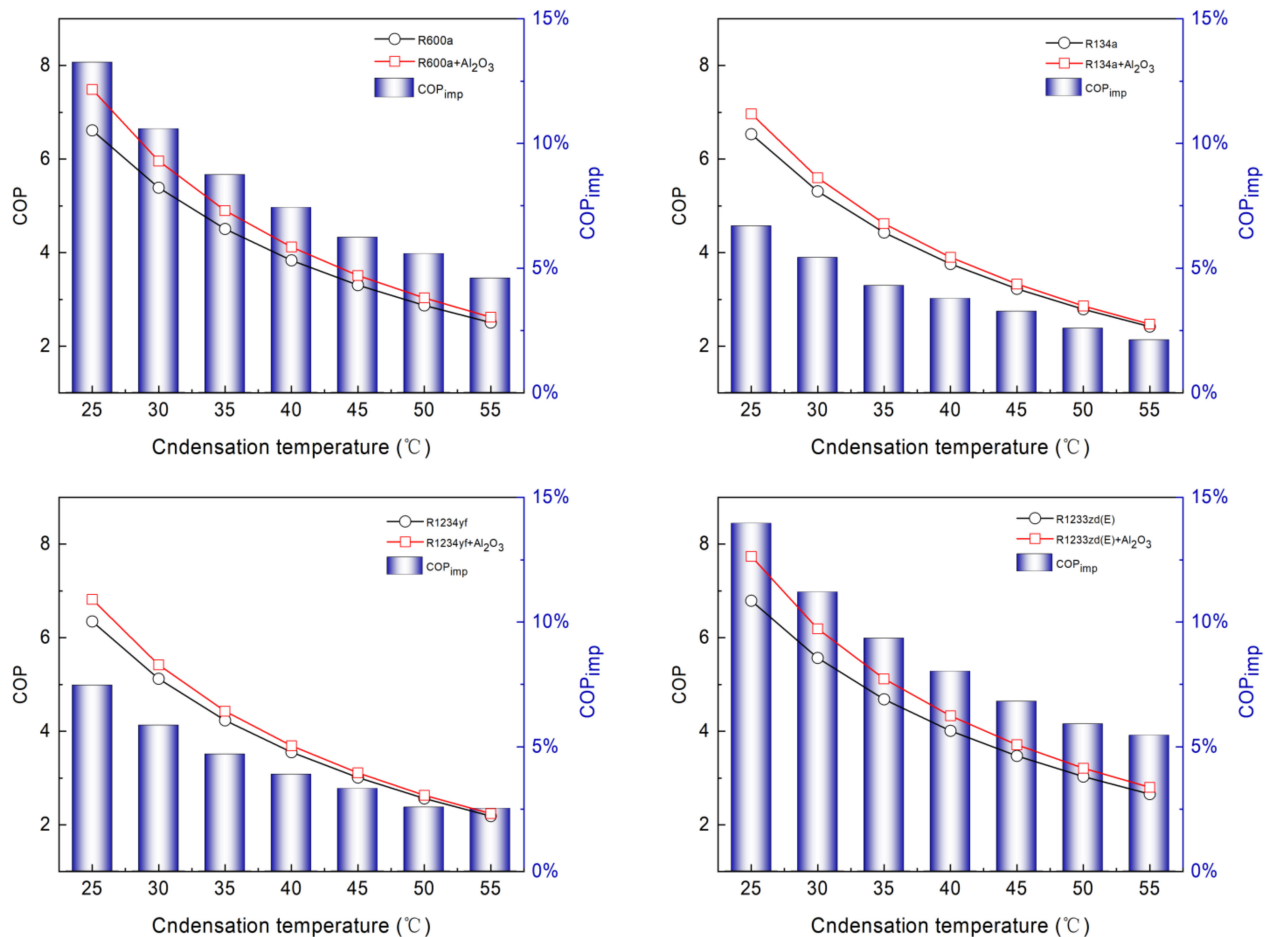 15%
8
R600a
R600a+Al₂O₃
COPimp
10%
6
COP
COPimp
4
5%
2
0%
25 30 35 40 45 50 55
Cndensation temperature (℃)
15%
8
R134a
R134a+Al₂O₃
COPimp
10%
6
COP
COPimp
4
5%
2
0%
25 30 35 40 45 50 55
Cndensation temperature (℃)
15%
R1234yf
8
R1234yf+Al₂O₃
COPimp
10%
6
COP
COPimp
4
5%
2
0%
25 30 35 40 45 50 55
Cndensation temperature (℃)
15%
R1233zd(E)
8
R1233zd(E)+Al₂O₃
COPimp
10%
6
COP
COPimp
4
5%
2
0%
25 30 35 40 45 50 55
Cndensation temperature (℃)